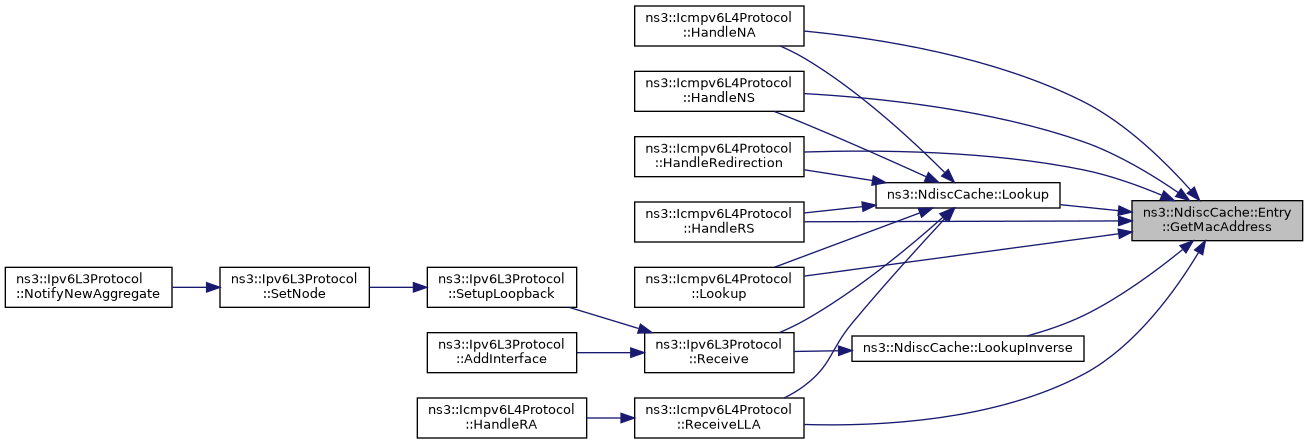 ns3::Icmpv6L4Protocol
::HandleNA
ns3::Icmpv6L4Protocol
::HandleNS
ns3::Icmpv6L4Protocol
::HandleRedirection
ns3::NdiscCache::Lookup
ns3::NdiscCache::Entry
::GetMacAddress
ns3::Icmpv6L4Protocol
::HandleRS
ns3::Ipv6L3Protocol
::NotifyNewAggregate
ns3::Ipv6L3Protocol
::SetNode
ns3::Ipv6L3Protocol
::SetupLoopback
ns3::Icmpv6L4Protocol
::Lookup
ns3::Ipv6L3Protocol
::AddInterface
ns3::Ipv6L3Protocol
::Receive
ns3::NdiscCache::LookupInverse
ns3::Icmpv6L4Protocol
::HandleRA
ns3::Icmpv6L4Protocol
::ReceiveLLA